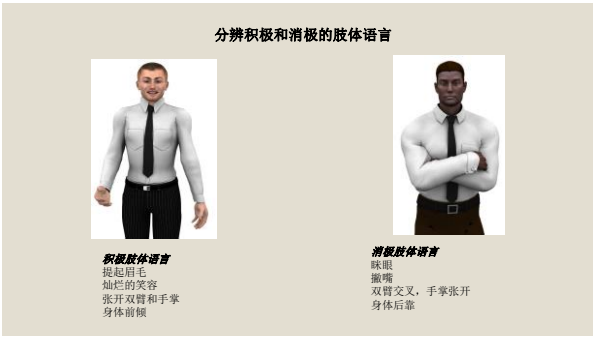 分辨积极和消极的肢体语言
积极肢体语言
提起眉毛
灿烂的笑容
张开双臂和手掌
身体前倾
消极肢体语言
眯眼
撇嘴
双臂交叉，手掌张开
身体后靠